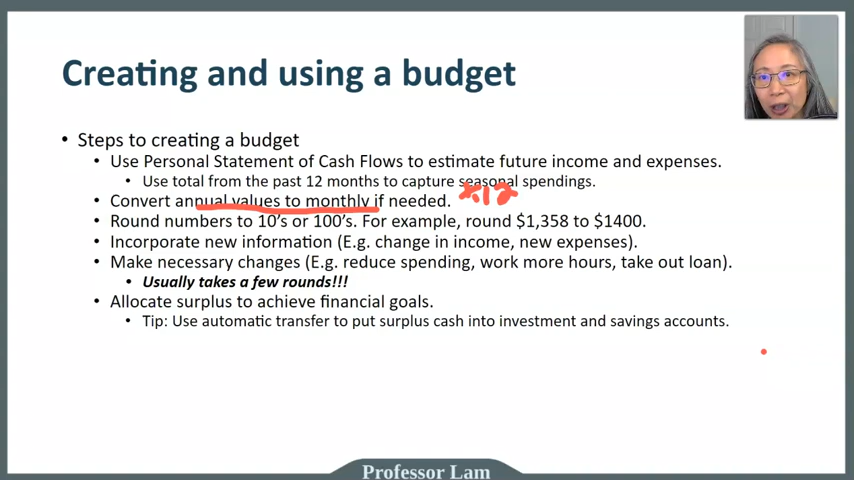 Creating and using a budget
• Steps to creating a budget
• Use Personal Statement of Cash Flows to estimate future income and expenses.
• Use total from the past 12 months to capture seasonal spendings.
• Convert annual values to monthly if needed. ×12
• Round numbers to 10's or 100's. For example, round $1,358 to $1400.
• Incorporate new information (E.g. change in income, new expenses).
• Make necessary changes (E.g. reduce spending, work more hours, take out loan).
• Usually takes a few rounds!!!
• Allocate surplus to achieve financial goals.
• Tip: Use automatic transfer to put surplus cash into investment and savings accounts.
Professor Lam